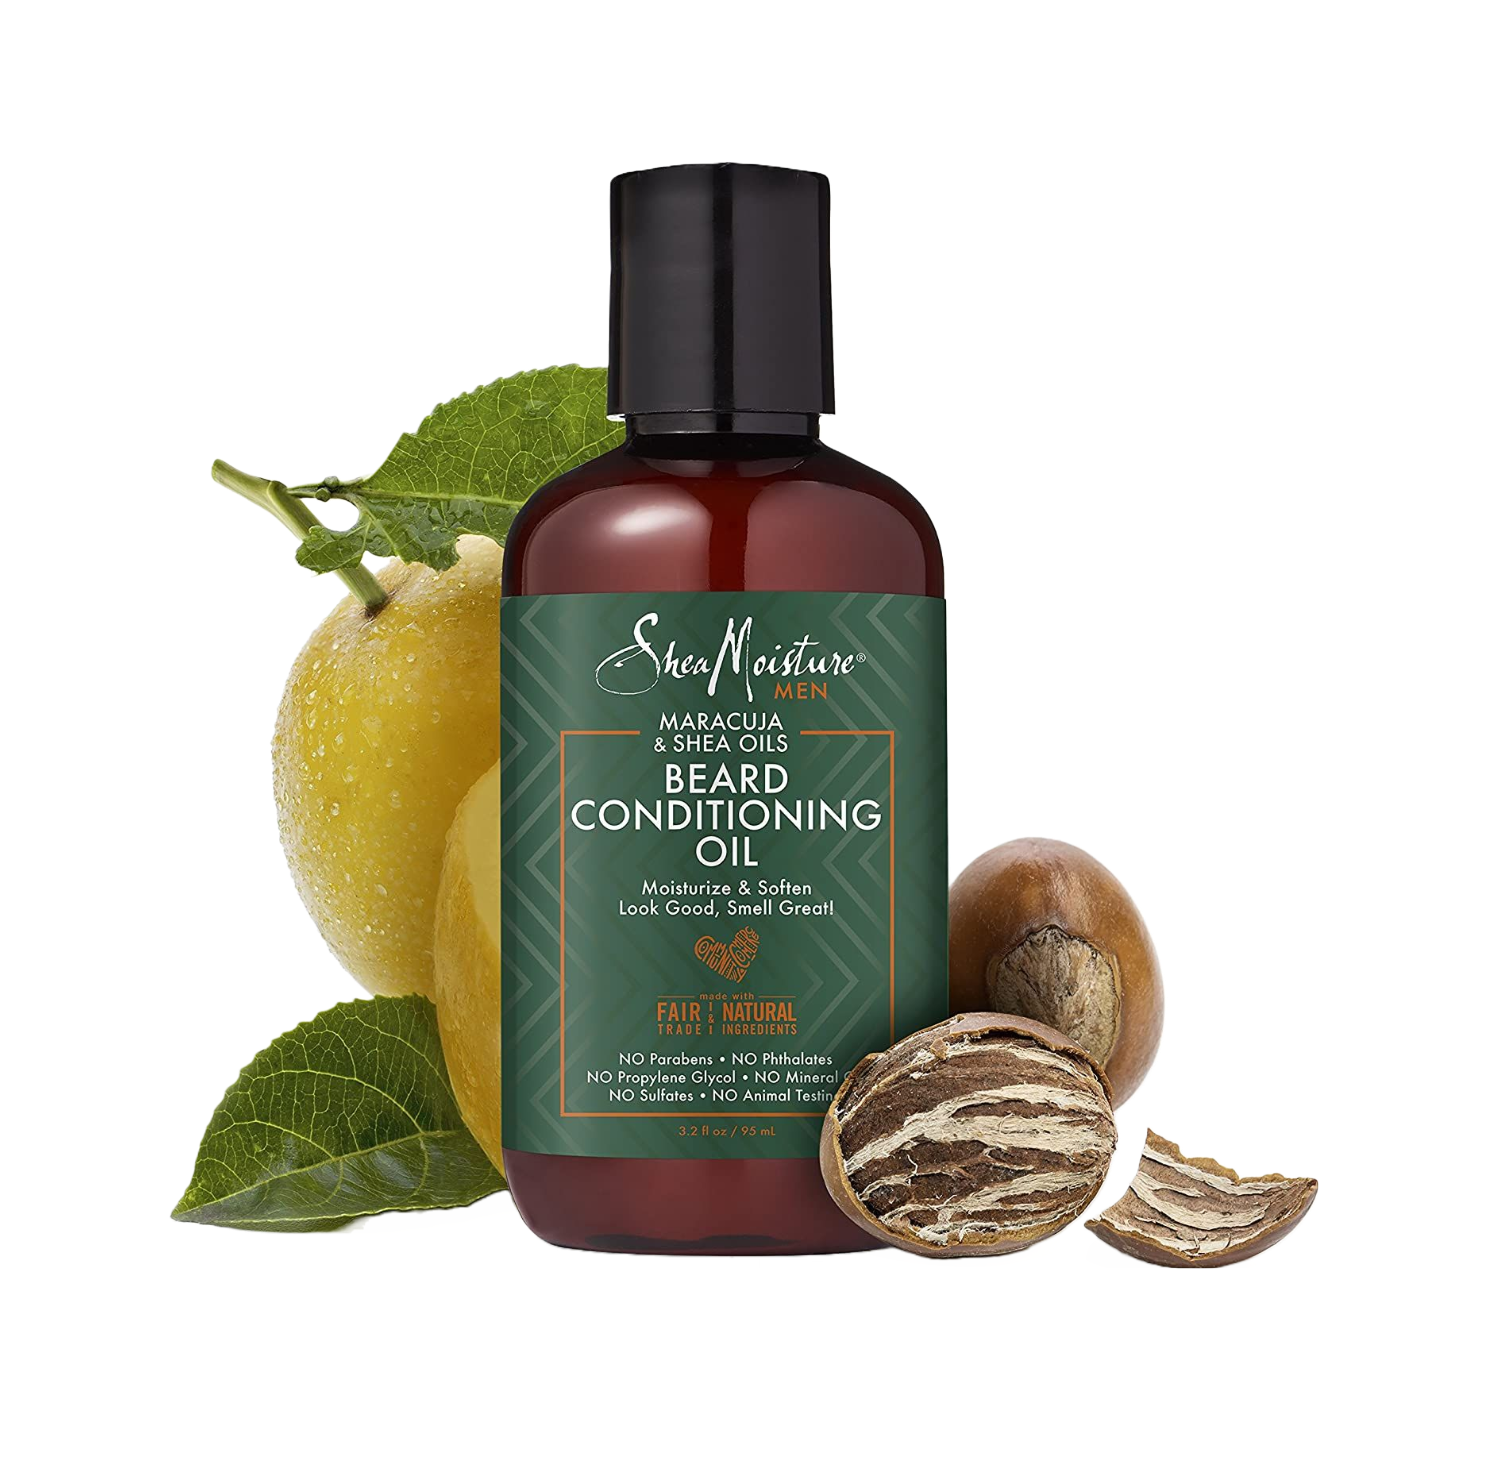 SheaMoisture®
MEN
MARACUJA
& SHEA OILS
BEARD
CONDITIONING
OIL
Moisturize & Soften
Look Good, Smell Great!
COMMUNITY COMMERCE
made with
FAIR & NATURAL
TRADE INGREDIENTS
NO Parabens • NO Phthalates
NO Propylene Glycol • NO Mineral
NO Sulfates • NO Animal
3.2 fl oz / 95 mL